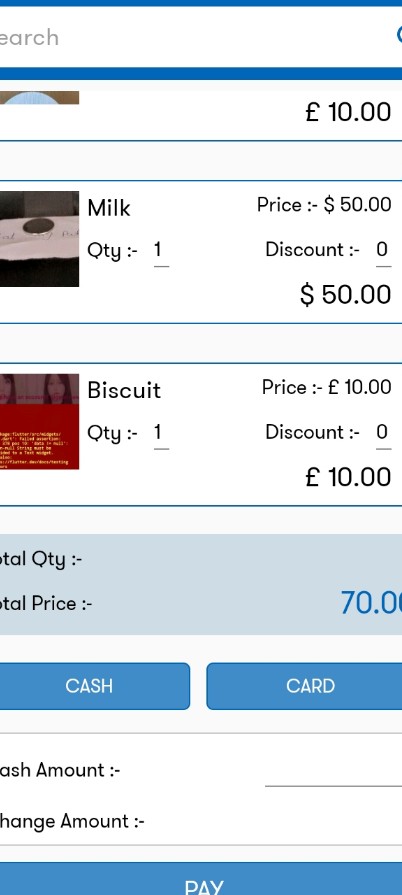 earch
£ 10.00
Milk
Price :- $ 50.00
Qty :- 1
Discount :- 0
$ 50.00
Biscuit
Price :- £ 10.00
Qty :- 1
Discount :- 0
£ 10.00
otal Qty :-
otal Price :- 70.00
CASH
CARD
ash Amount :-
hange Amount :-
PAY